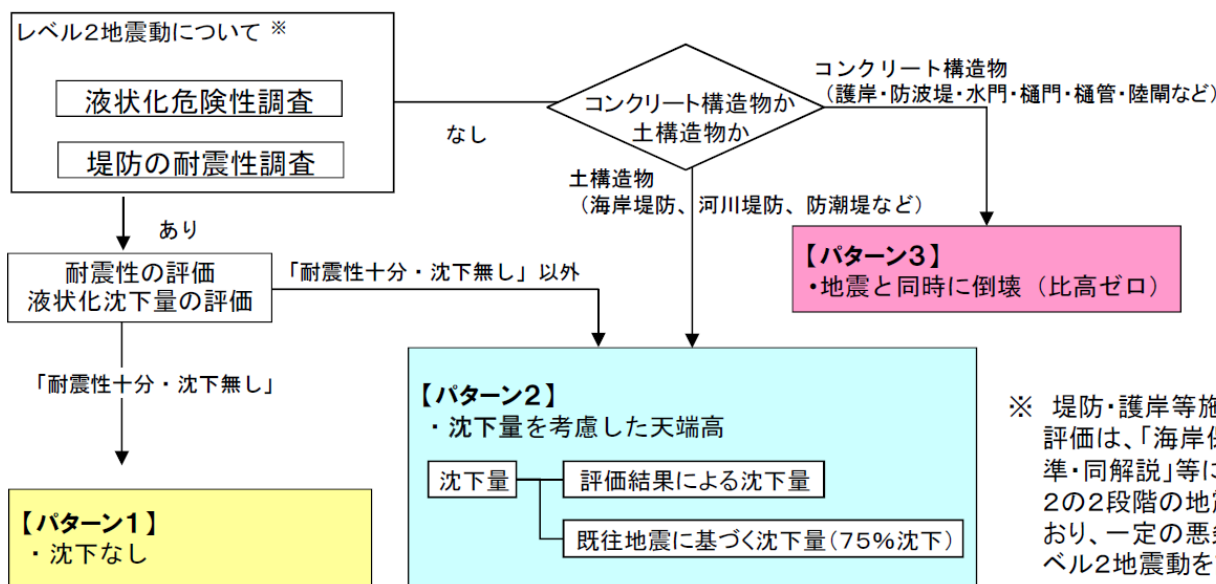 レベル2地震動について ※
液状化危険性調査
堤防の耐震性調査
なし
コンクリート構造物か
土構造物か
コンクリート構造物
(護岸・防波堤・水門・樋門・樋管・陸閘など)
土構造物
(海岸堤防、河川堤防、防潮堤など)
あり
耐震性の評価
液状化沈下量の評価
「耐震性十分・沈下無し」以外
【パターン3】
・地震と同時に倒壊(比高ゼロ)
「耐震性十分・沈下無し」
【パターン2】
・沈下量を考慮した天端高
沈下量
評価結果による沈下量
既往地震に基づく沈下量(75%沈下)
【パターン1】
・沈下なし
※ 堤防・護岸等施
評価は、「海岸保
準・同解説」等に
2の2段階の地震
おり、一定の悪
ベル2地震動を